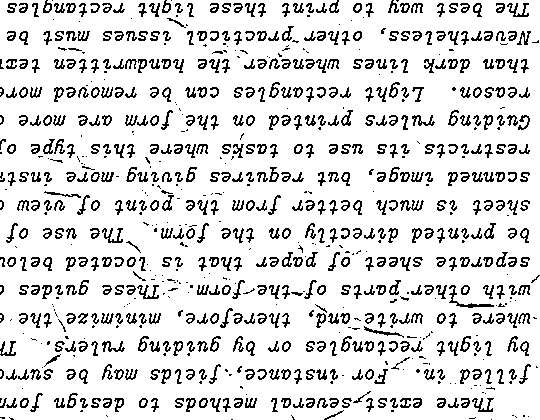 There exist several methods to design form
filled in. For instance, fields may be surro
by light rectangles or by guiding rulers. Th
where to write and, therefore, minimize the e
with other parts of the form. These guides c
separate sheet of paper that is located below
be printed directly on the form. The use of
sheet is much better from the point of view o
scanned image, but requires giving more instr
restricts its use to tasks where this type of
Guiding rulers printed on the form are more c
reason. Light rectangles can be removed more
than dark lines whenever the handwritten text
Nevertheless, other practical issues must be
The best way to print these light rectangles